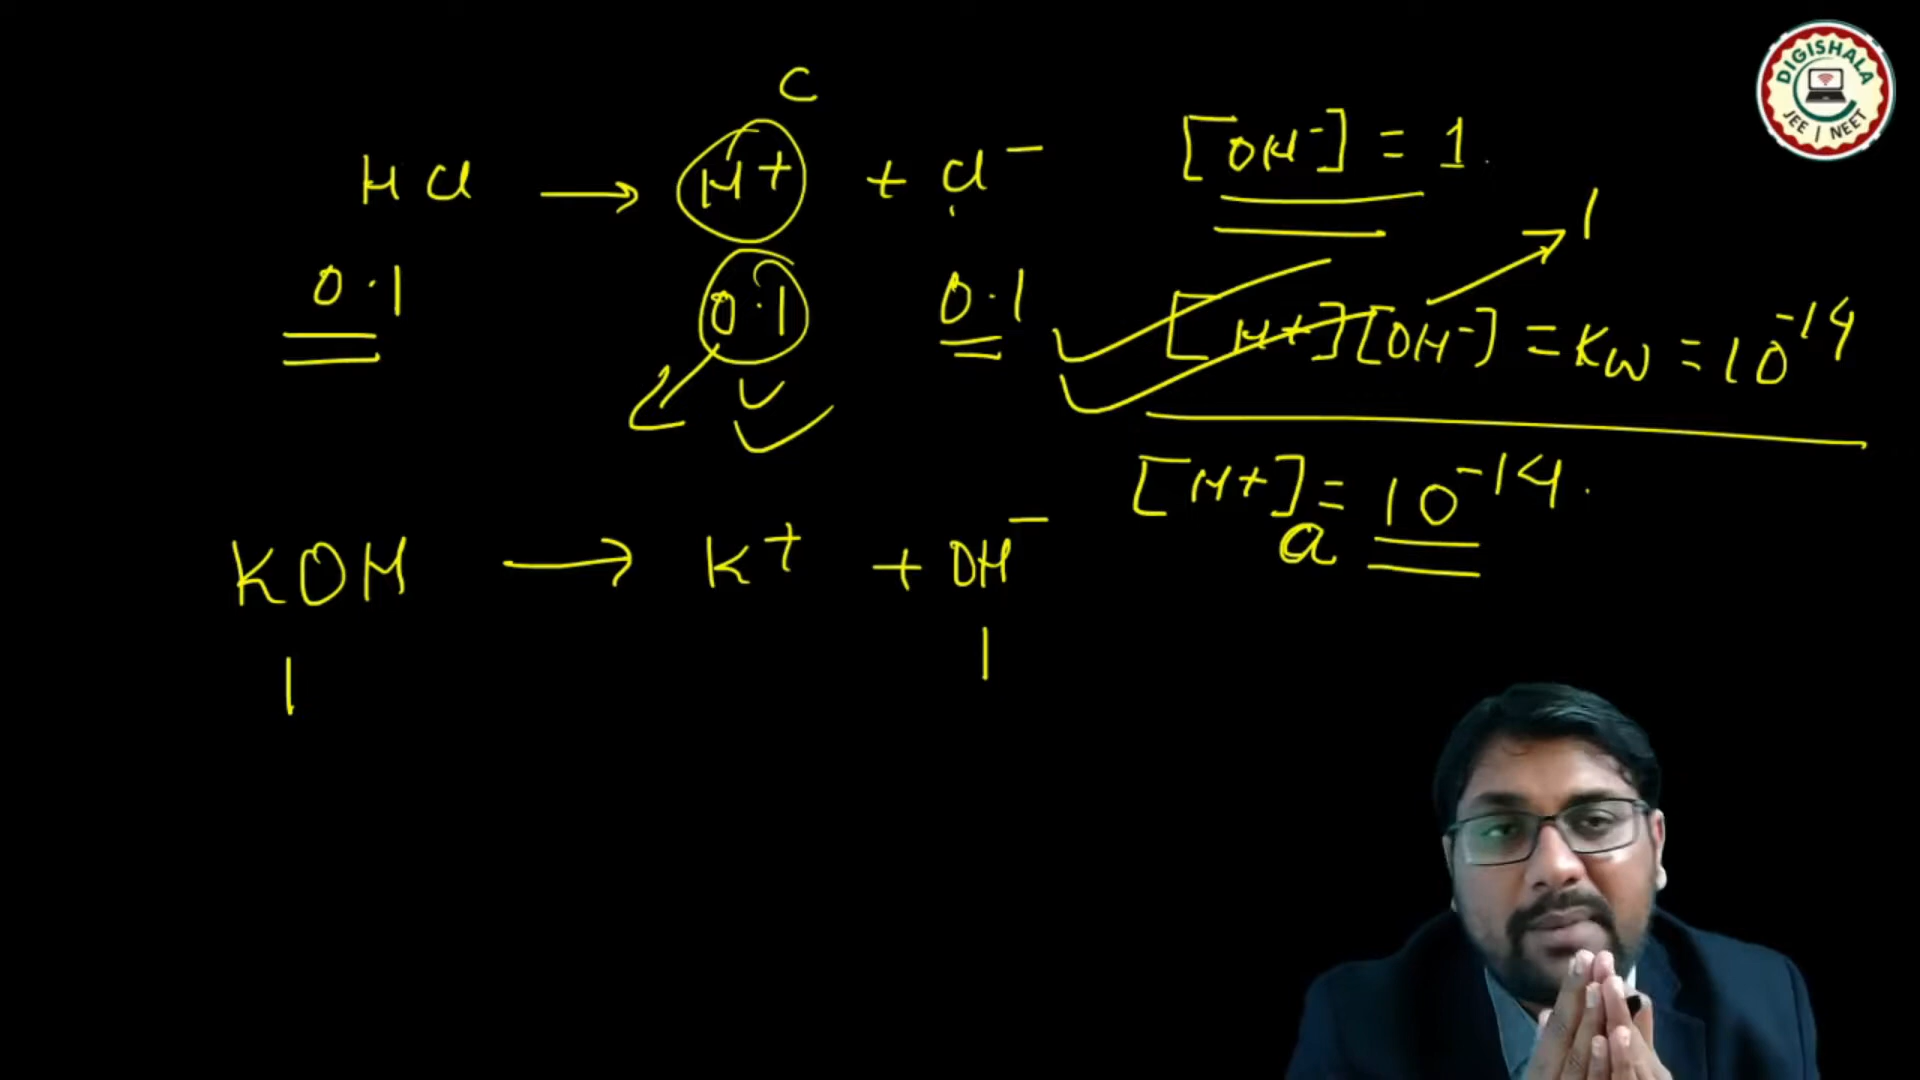 C
HCl → H+ + Cl⁻
0.1 0.1 0.1
KOH → K⁺ + OH⁻
1 1
[OH⁻] = 1.
1
[H+][OH⁻] = Kw = 10⁻¹⁴
[H+] = 10⁻¹⁴.
a
DIGISHALA
JEE | NEET